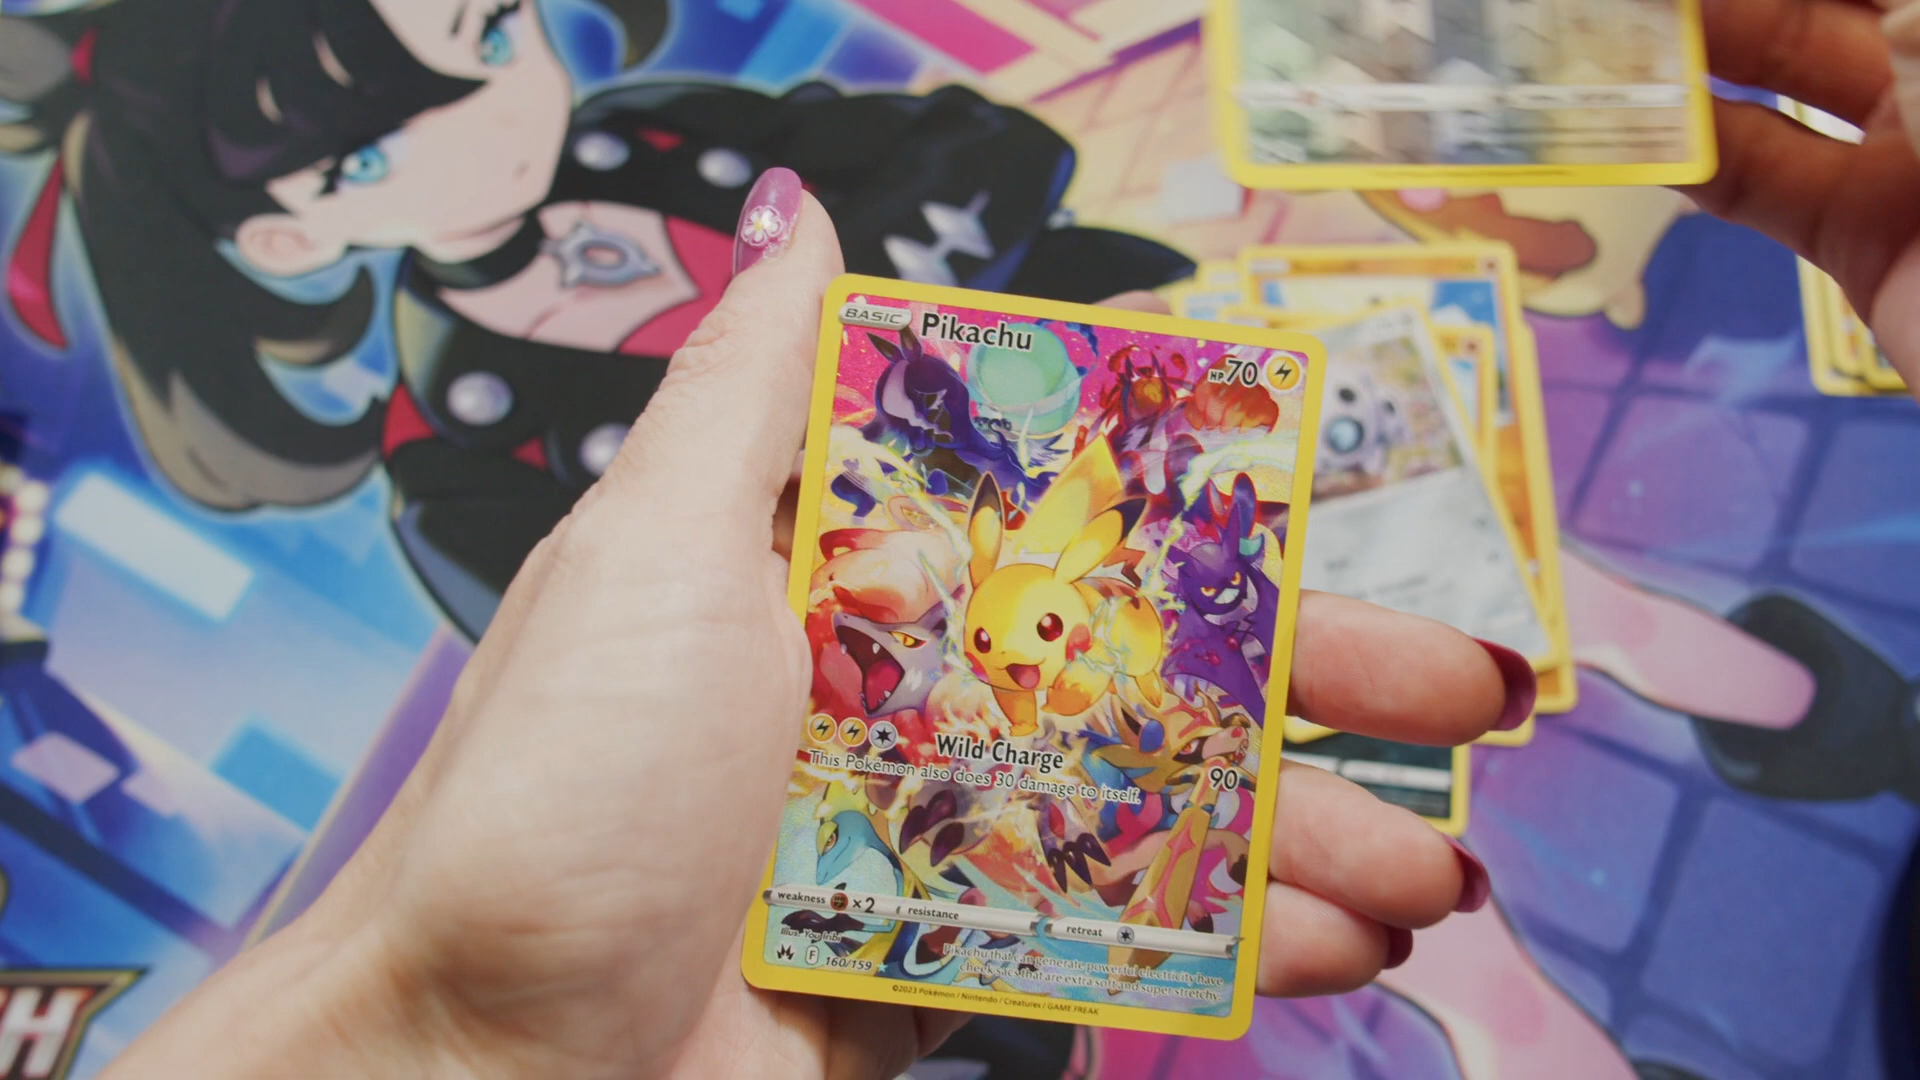 BASIC Pikachu HP 70
Wild Charge 90
This Pokémon also does 30 damage to itself.
weakness ×2 resistance retreat
Illus. You Iribi
F 160/159
Pikachu that can generate powerful electricity have
cheek sacs that are extra soft and super stretchy.
©2023 Pokémon / Nintendo / Creatures / GAME FREAK
H